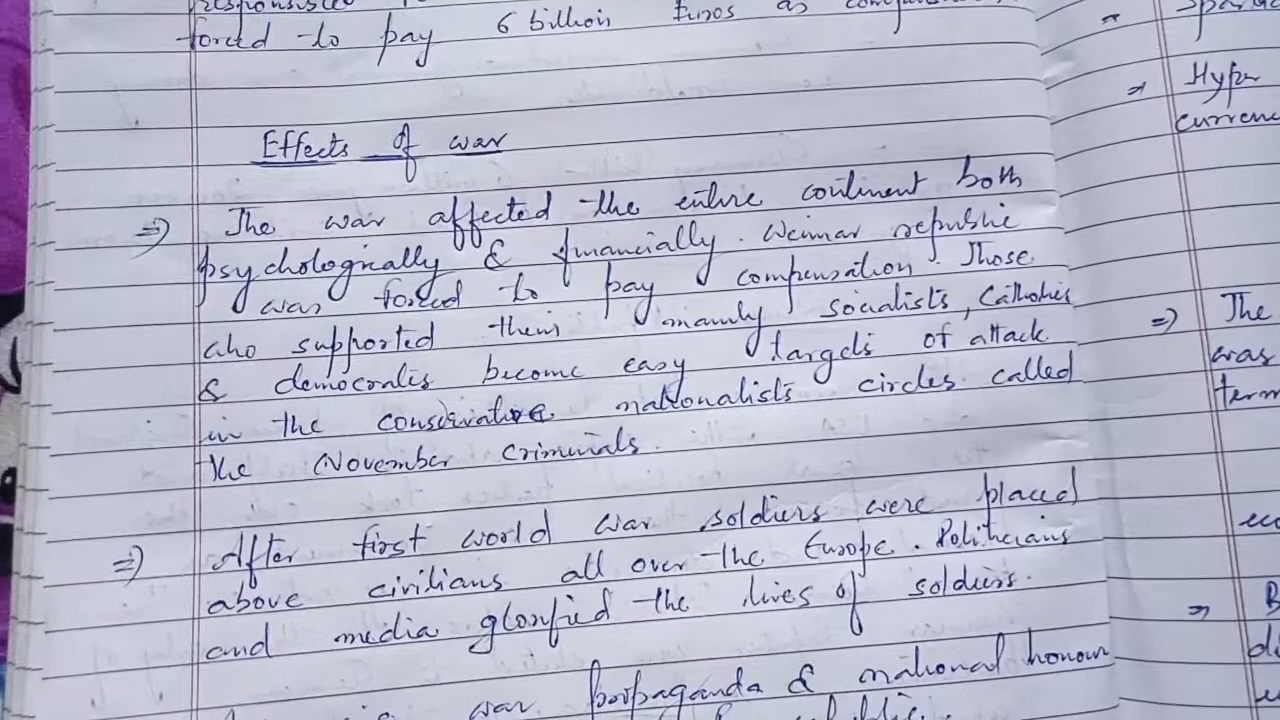 forced to pay 6 billion Euros as
Effects of war
⇒ The war affected the entire continent both
psychologically & financially. Weimar republic
was forced to pay compensation. Those
who supported them mainly socialists, Catholics
& democrates become easy targets of attack
in the conservative nationalists circles called
the November criminals.
⇒ After first world war soldiers were placed
above civilians all over the Europe. Politicians
and media glorified the lives of soldiers.
war propaganda & national honour
⇒ Hyper
currenc
⇒ The
was
term